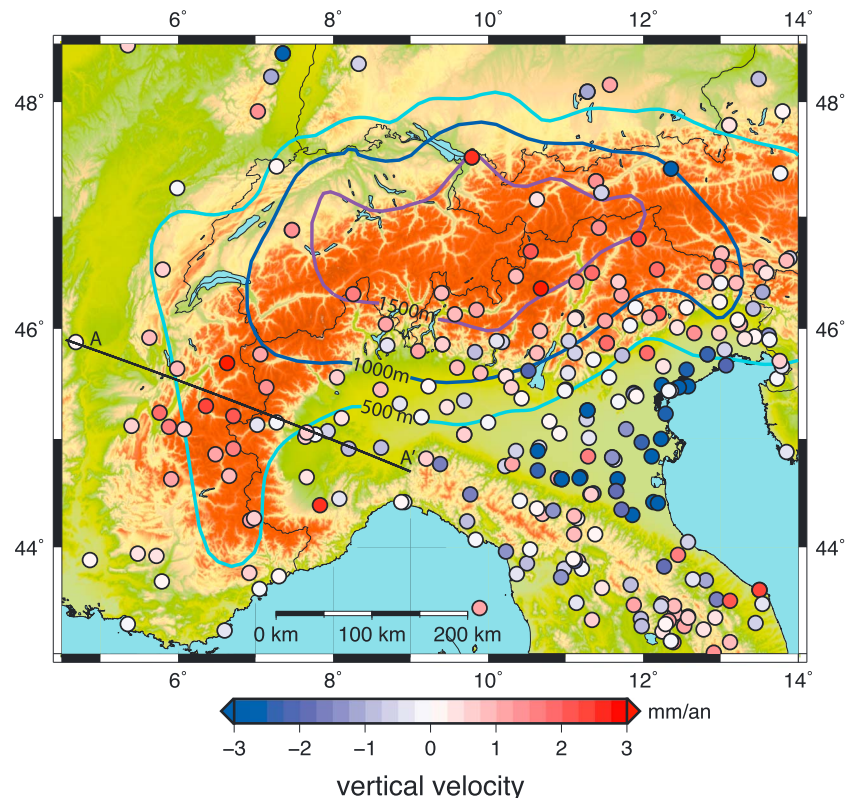 6° 8° 10° 12° 14°
48° 48°
1500m
46° 46°
A
1000m
500 m
A'
44° 44°
0 km 100 km 200 km
6° 8° 10° 12° 14°
−3 −2 −1 0 1 2 3 mm/an
vertical velocity